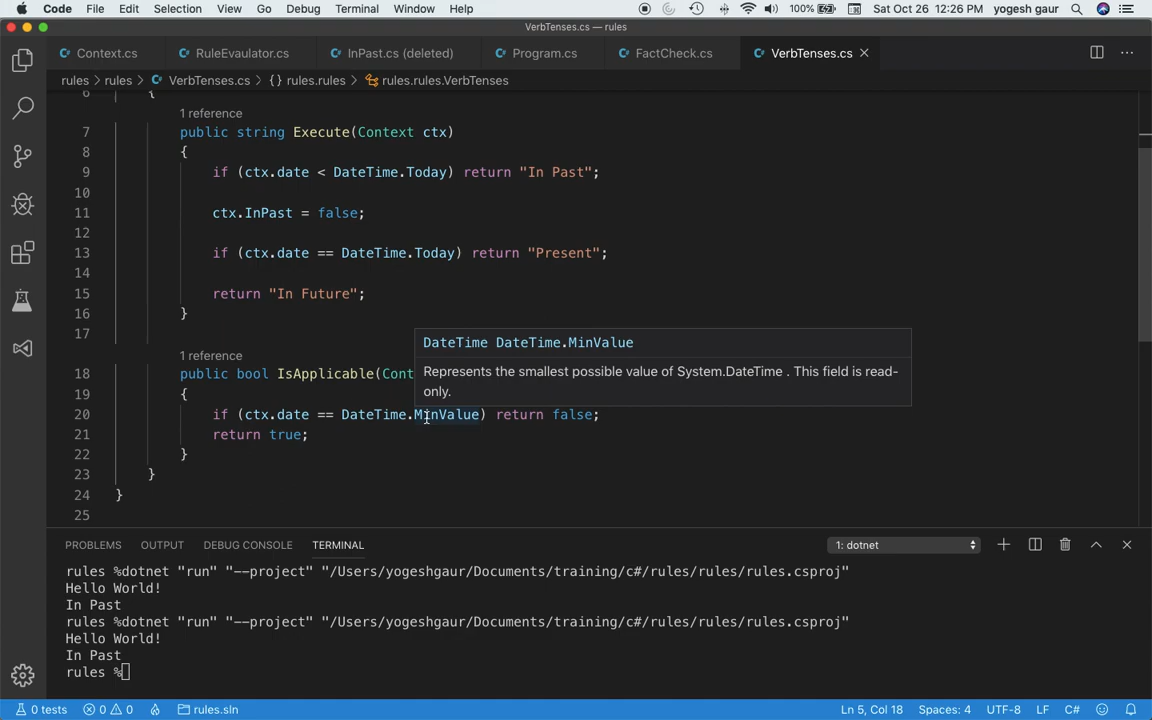 Code File Edit Selection View Go Debug Terminal Window Help 100% Sat Oct 26 12:26 PM yogesh gaur
VerbTenses.cs — rules
Context.cs RuleEvaulator.cs InPast.cs (deleted) Program.cs FactCheck.cs VerbTenses.cs
rules > rules > VerbTenses.cs > {} rules.rules > rules.rules.VerbTenses
6 {
1 reference
7 public string Execute(Context ctx)
8 {
9 if (ctx.date < DateTime.Today) return "In Past";
10
11 ctx.InPast = false;
12
13 if (ctx.date == DateTime.Today) return "Present";
14
15 return "In Future";
16 }
17
DateTime DateTime.MinValue
Represents the smallest possible value of System.DateTime . This field is read-
only.
1 reference
18 public bool IsApplicable(Cont
19 {
20 if (ctx.date == DateTime.MinValue) return false;
21 return true;
22 }
23 }
24 }
25
PROBLEMS OUTPUT DEBUG CONSOLE TERMINAL 1: dotnet
rules %dotnet "run" "--project" "/Users/yogeshgaur/Documents/training/c#/rules/rules/rules.csproj"
Hello World!
In Past
rules %dotnet "run" "--project" "/Users/yogeshgaur/Documents/training/c#/rules/rules/rules.csproj"
Hello World!
In Past
rules %
0 tests 0 0 rules.sln Ln 5, Col 18 Spaces: 4 UTF-8 LF C#